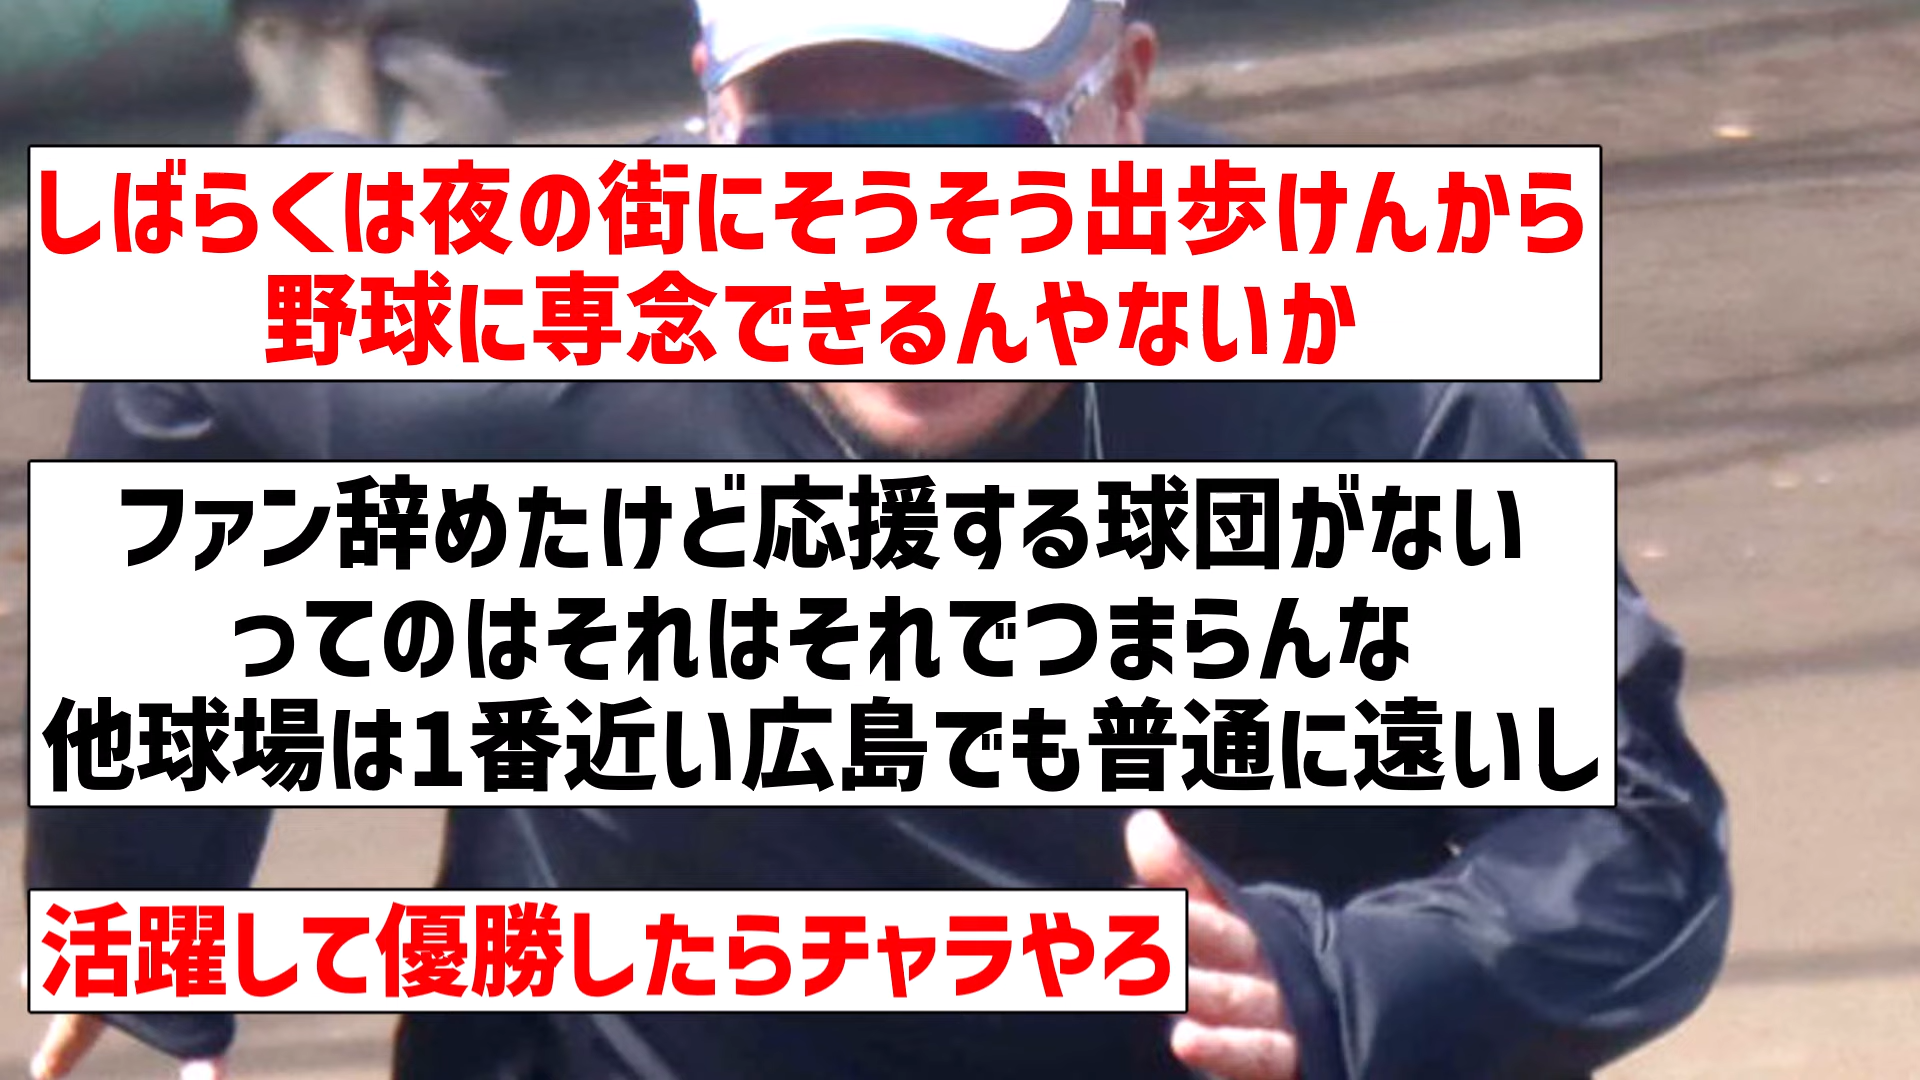 しばらくは夜の街にそうそう出歩けんから
野球に専念できるんやないか
ファン辞めたけど応援する球団がない
ってのはそれはそれでつまらんな
他球場は1番近い広島でも普通に遠いし
活躍して優勝したらチャラやろ